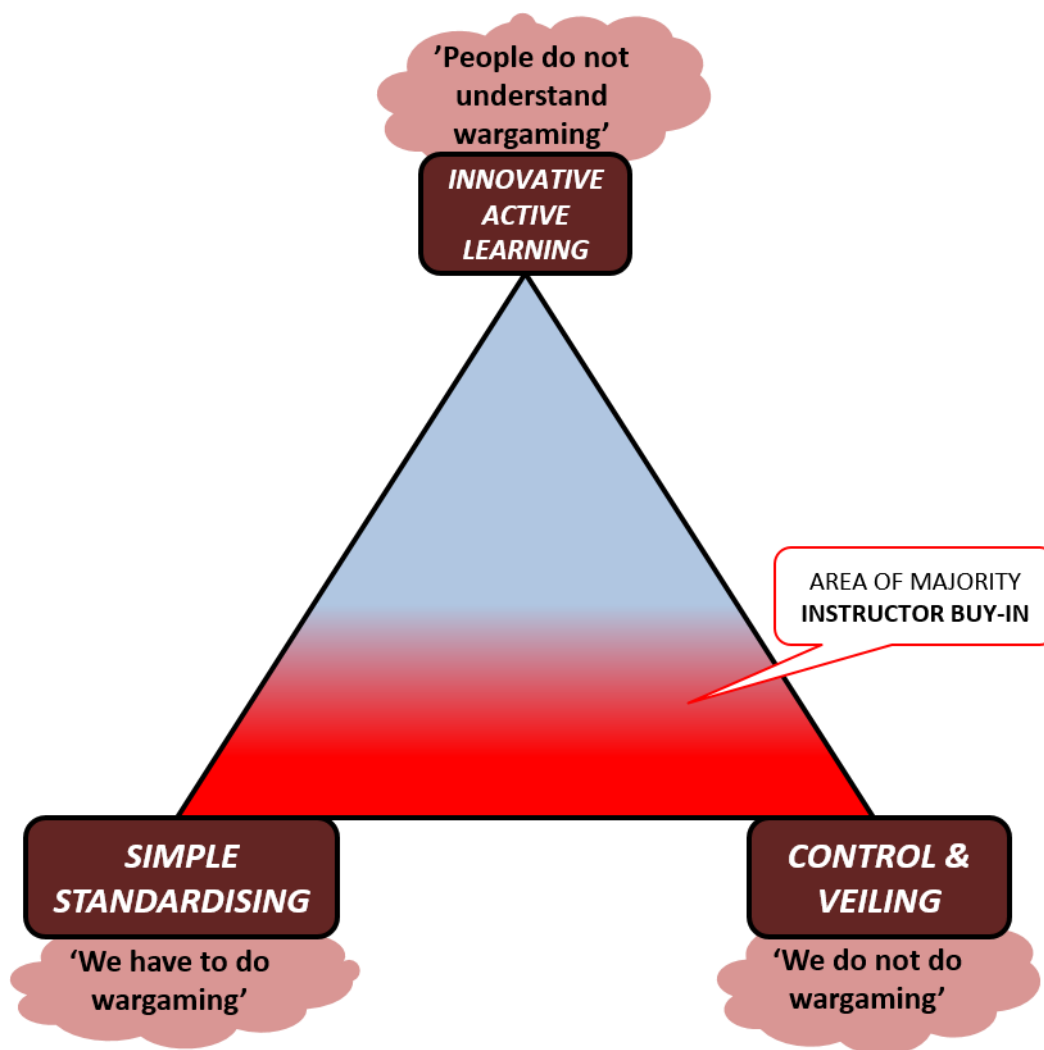 ’People do not
understand
wargaming’
INNOVATIVE
ACTIVE
LEARNING
AREA OF MAJORITY
INSTRUCTOR BUY-IN
SIMPLE
STANDARDISING
‘We have to do
wargaming’
CONTROL &
VEILING
‘We do not do
wargaming’